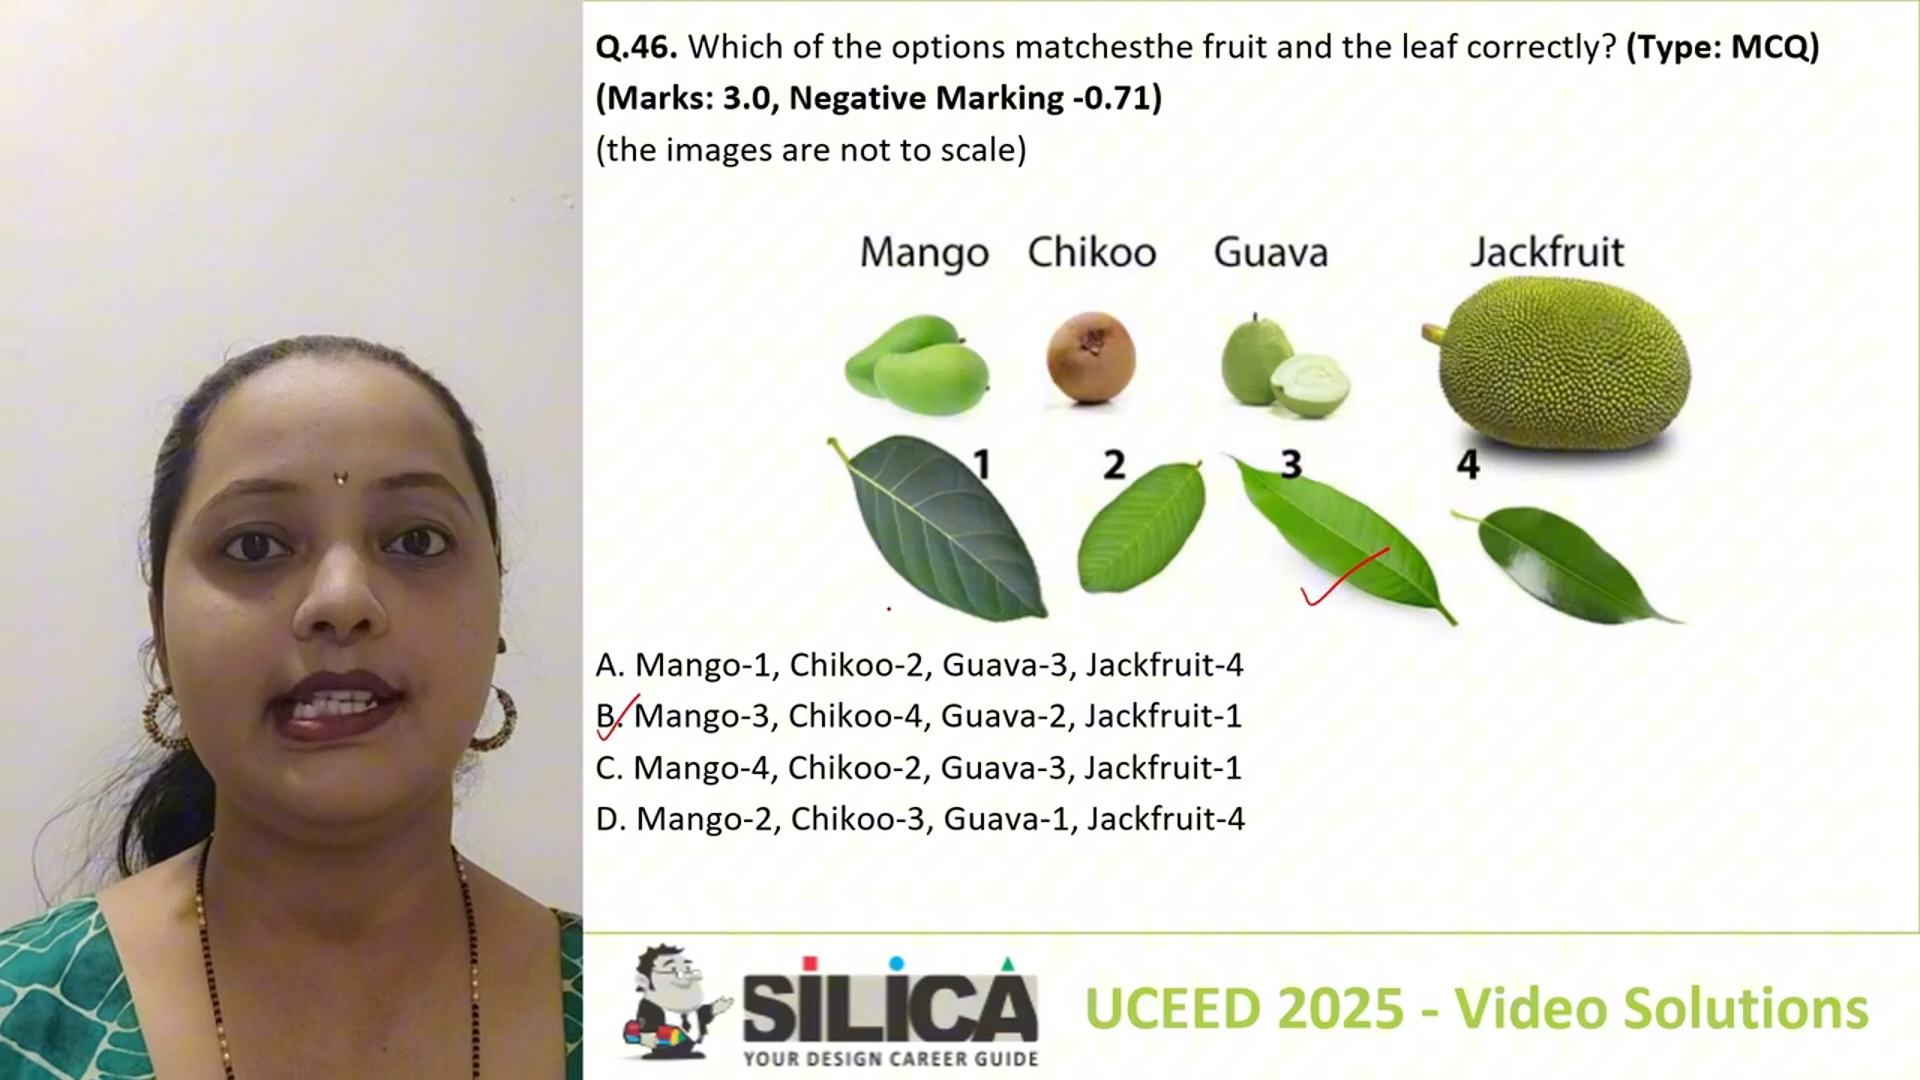 Q.46. Which of the options matchesthe fruit and the leaf correctly? (Type: MCQ)
(Marks: 3.0, Negative Marking -0.71)
(the images are not to scale)
Mango Chikoo Guava Jackfruit
1 2 3 4
A. Mango-1, Chikoo-2, Guava-3, Jackfruit-4
B. Mango-3, Chikoo-4, Guava-2, Jackfruit-1
C. Mango-4, Chikoo-2, Guava-3, Jackfruit-1
D. Mango-2, Chikoo-3, Guava-1, Jackfruit-4
SILICA
YOUR DESIGN CAREER GUIDE
UCEED 2025 - Video Solutions